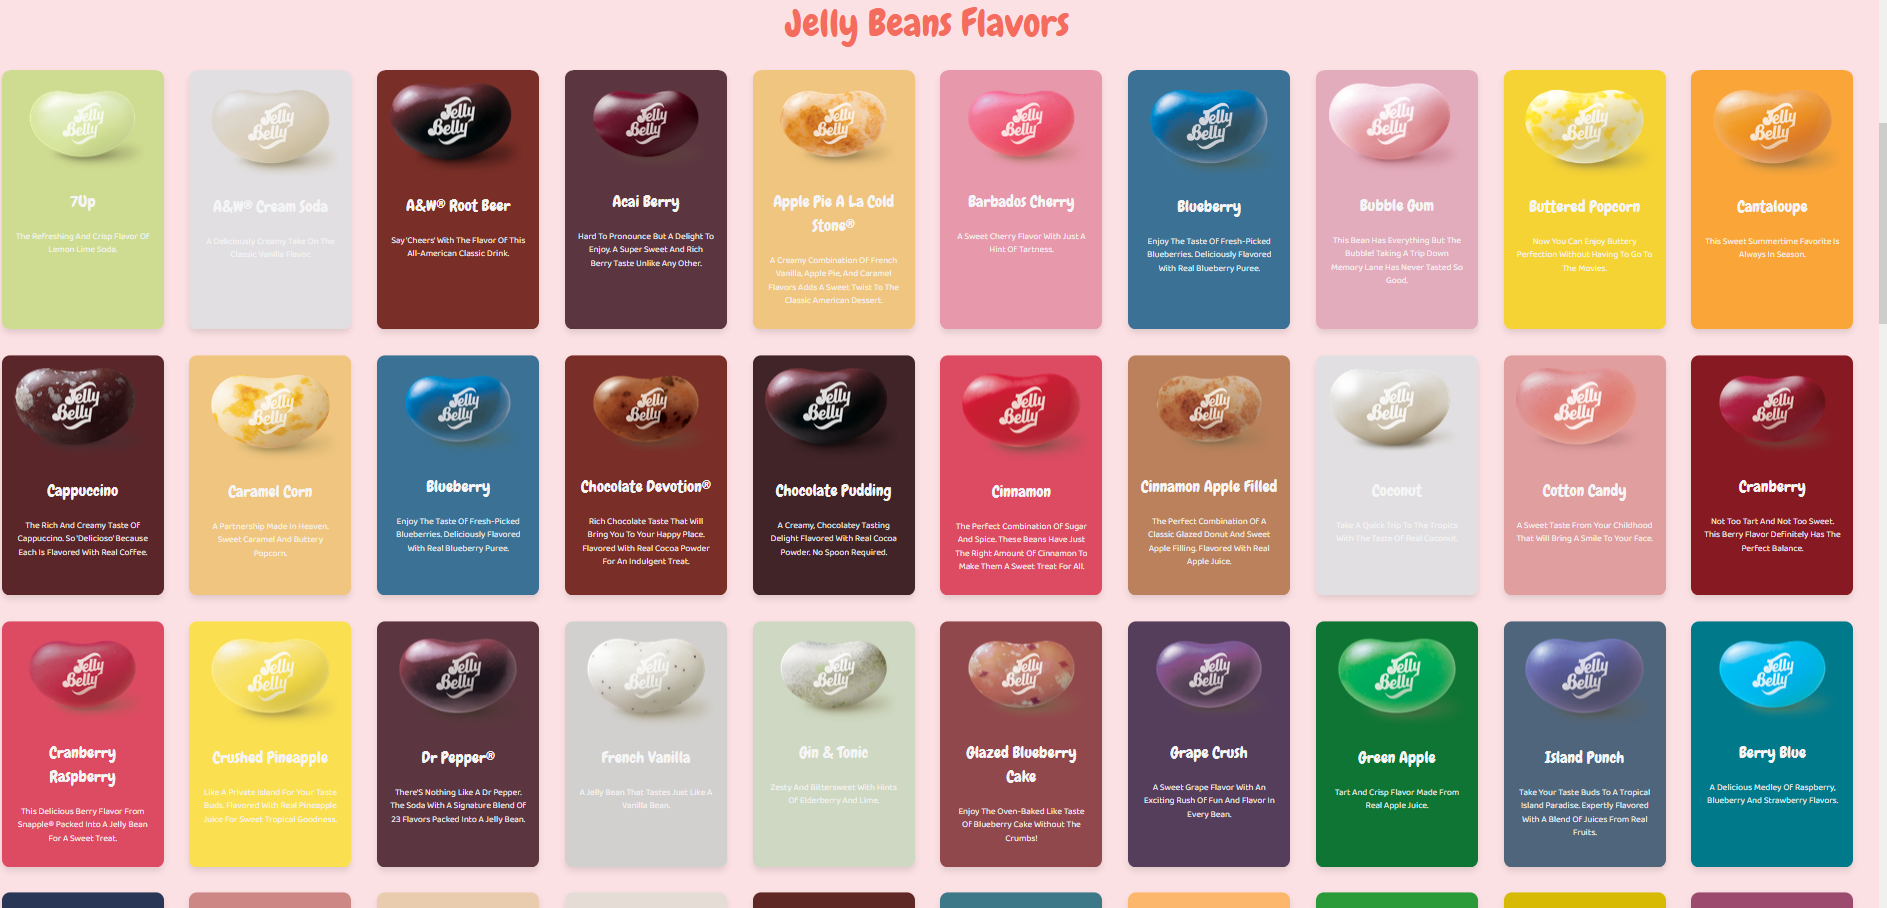 Jelly Beans Flavors
Jelly
Belly
7Up
The Refreshing And Crisp Flavor Of
Lemon Lime Soda.
Jelly
Belly
A&W® Cream Soda
A Deliciously Creamy Take On The
Classic Vanilla Flavor.
Jelly
Belly
A&W® Root Beer
Say 'Cheers' With The Flavor Of This
All-American Classic Drink.
Jelly
Belly
Acai Berry
Hard To Pronounce But A Delight To
Enjoy. A Super Sweet And Rich
Berry Taste Unlike Any Other.
Jelly
Belly
Apple Pie A La Cold
Stone®
A Creamy Combination Of French
Vanilla, Apple Pie, And Caramel
Flavors Adds A Sweet Twist To The
Classic American Dessert.
Jelly
Belly
Barbados Cherry
A Sweet Cherry Flavor With Just A
Hint Of Tartness.
Jelly
Belly
Blueberry
Enjoy The Taste Of Fresh-Picked
Blueberries. Deliciously Flavored
With Real Blueberry Puree.
Jelly
Belly
Bubble Gum
This Bean Has Everything But The
Bubble! Taking A Trip Down
Memory Lane Has Never Tasted So
Good.
Jelly
Belly
Buttered Popcorn
Now You Can Enjoy Buttery
Perfection Without Having To Go To
The Movies.
Jelly
Belly
Cantaloupe
This Sweet Summertime Favorite Is
Always In Season.
Jelly
Belly
Cappuccino
The Rich And Creamy Taste Of
Cappuccino. So 'Delicioso' Because
Each Is Flavored With Real Coffee.
Jelly
Belly
Caramel Corn
A Partnership Made In Heaven.
Sweet Caramel And Buttery
Popcorn.
Jelly
Belly
Blueberry
Enjoy The Taste Of Fresh-Picked
Blueberries. Deliciously Flavored
With Real Blueberry Puree.
Jelly
Belly
Chocolate Devotion®
Rich Chocolate Taste That Will
Bring You To Your Happy Place.
Flavored With Real Cocoa Powder
For An Indulgent Treat.
Jelly
Belly
Chocolate Pudding
A Creamy, Chocolatey Tasting
Delight Flavored With Real Cocoa
Powder. No Spoon Required.
Jelly
Belly
Cinnamon
The Perfect Combination Of Sugar
And Spice. These Beans Have Just
The Right Amount Of Cinnamon To
Make Them A Sweet Treat For All.
Jelly
Belly
Cinnamon Apple Filled
The Perfect Combination Of A
Classic Glazed Donut And Sweet
Apple Filling. Flavored With Real
Apple Juice.
Jelly
Belly
Coconut
Take A Quick Trip To The Tropics
With The Taste Of Real Coconut.
Jelly
Belly
Cotton Candy
A Sweet Taste From Your Childhood
That Will Bring A Smile To Your Face.
Jelly
Belly
Cranberry
Not Too Tart And Not Too Sweet.
This Berry Flavor Definitely Has The
Perfect Balance.
Jelly
Belly
Cranberry
Raspberry
This Delicious Berry Flavor From
Snapple® Packed Into A Jelly Bean
For A Sweet Treat.
Jelly
Belly
Crushed Pineapple
Like A Private Island For Your Taste
Buds. Flavored With Real Pineapple
Juice For Sweet Tropical Goodness.
Jelly
Belly
Dr Pepper®
There'S Nothing Like A Dr Pepper.
The Soda With A Signature Blend Of
23 Flavors Packed Into A Jelly Bean.
Jelly
Belly
French Vanilla
A Jelly Bean That Tastes Just Like A
Vanilla Bean.
Jelly
Belly
Gin & Tonic
Zesty And Bittersweet With Hints
Of Elderberry And Lime.
Jelly
Belly
Glazed Blueberry
Cake
Enjoy The Oven-Baked Like Taste
Of Blueberry Cake Without The
Crumbs!
Jelly
Belly
Grape Crush
A Sweet Grape Flavor With An
Exciting Rush Of Fun And Flavor In
Every Bean.
Jelly
Belly
Green Apple
Tart And Crisp Flavor Made From
Real Apple Juice.
Jelly
Belly
Island Punch
Take Your Taste Buds To A Tropical
Island Paradise. Expertly Flavored
With A Blend Of Juices From Real
Fruits.
Jelly
Belly
Berry Blue
A Delicious Medley Of Raspberry,
Blueberry And Strawberry Flavors.